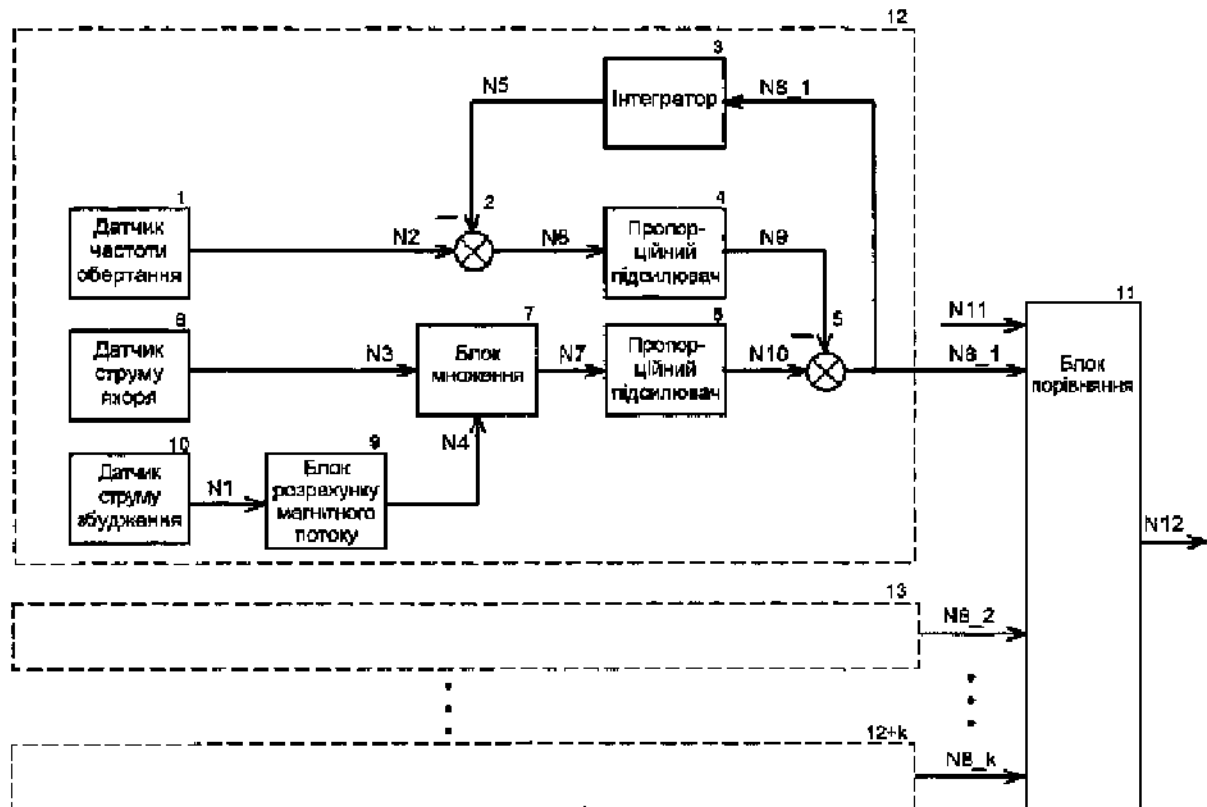 12
3
N5
Інтегратор
N8_1
1
Датчик
частоти
обертання
N2
2
—
N6
4
Пропор-
ційний
підсилювач
N9
8
Датчик
струму
якоря
N3
7
Блок
множення
N7
6
Пропор-
ційний
підсилювач
N10
—
5
N11
N8_1
11
Блок
порівняння
10
Датчик
струму
збудження
N1
9
Блок
розрахунку
магнітного
потоку
N4
N12
13
N8_2
12+k
N8_k